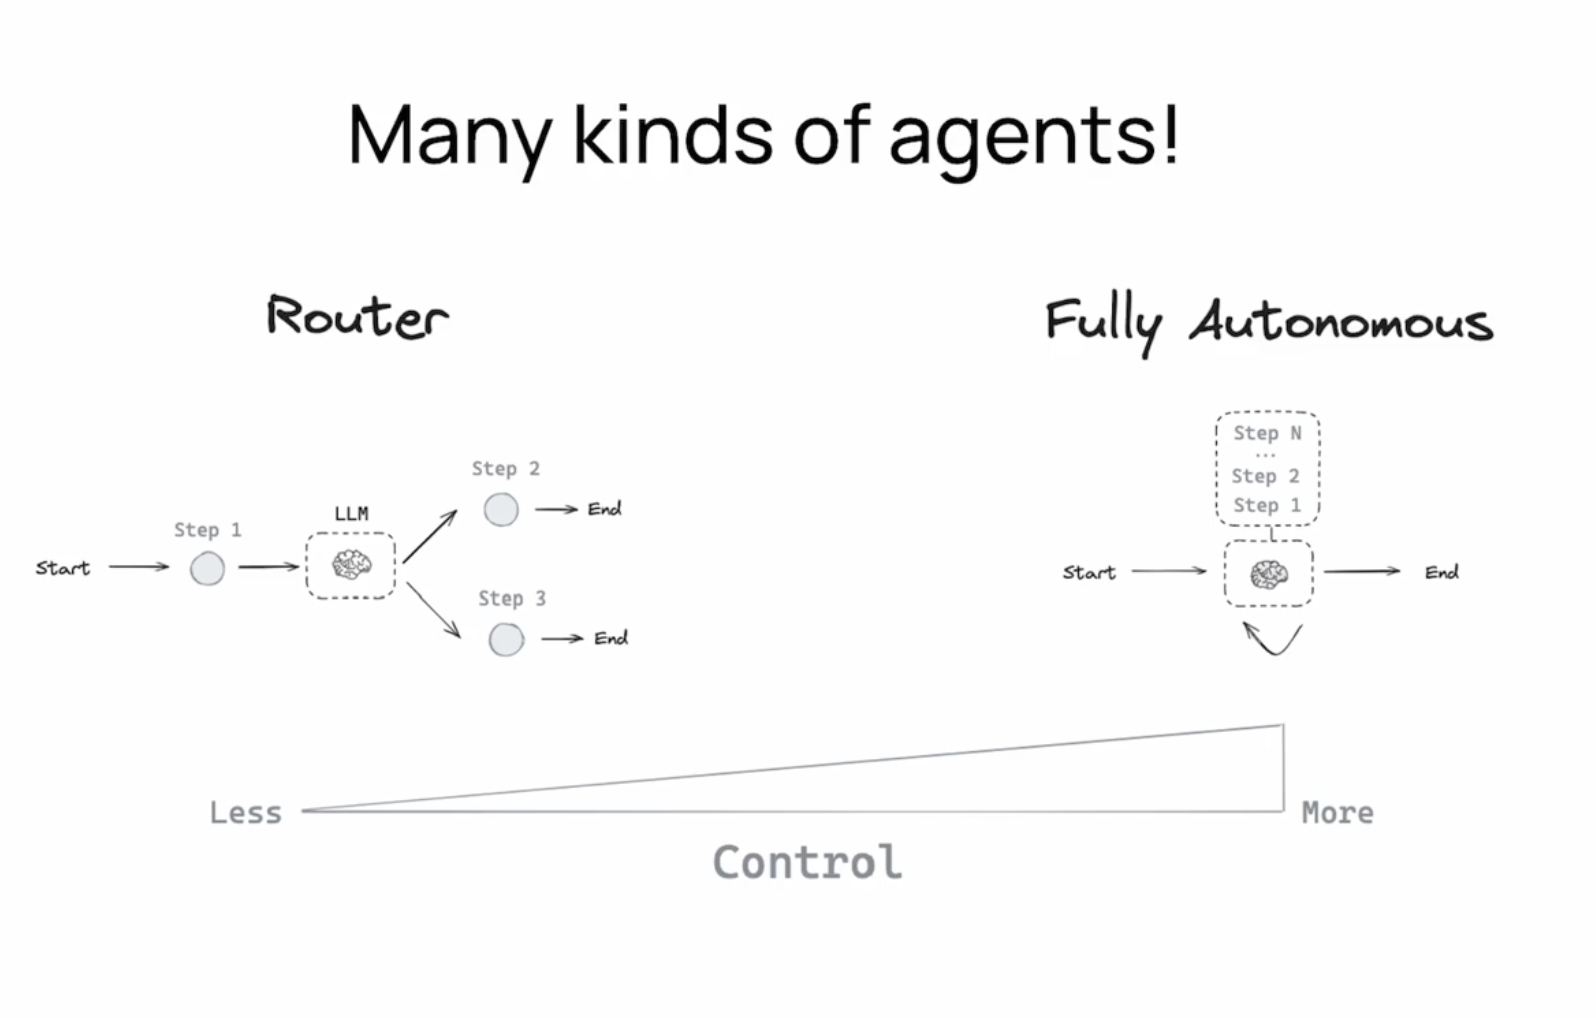 Many kinds of agents!
Router
Fully Autonomous
Start
Step 1
LLM
Step 2
End
Step 3
End
Step N
...
Step 2
Step 1
Start
End
Less
More
Control